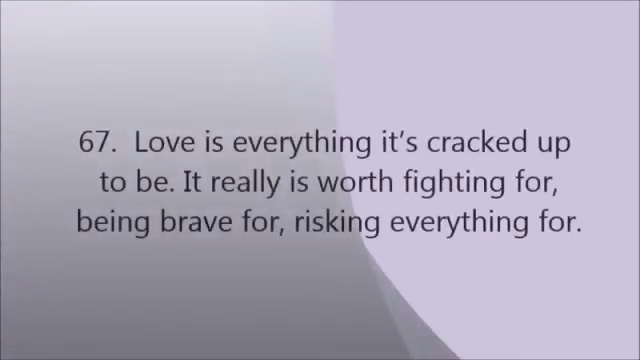 67.  Love is everything it’s cracked up
to be. It really is worth fighting for,
being brave for, risking everything for.